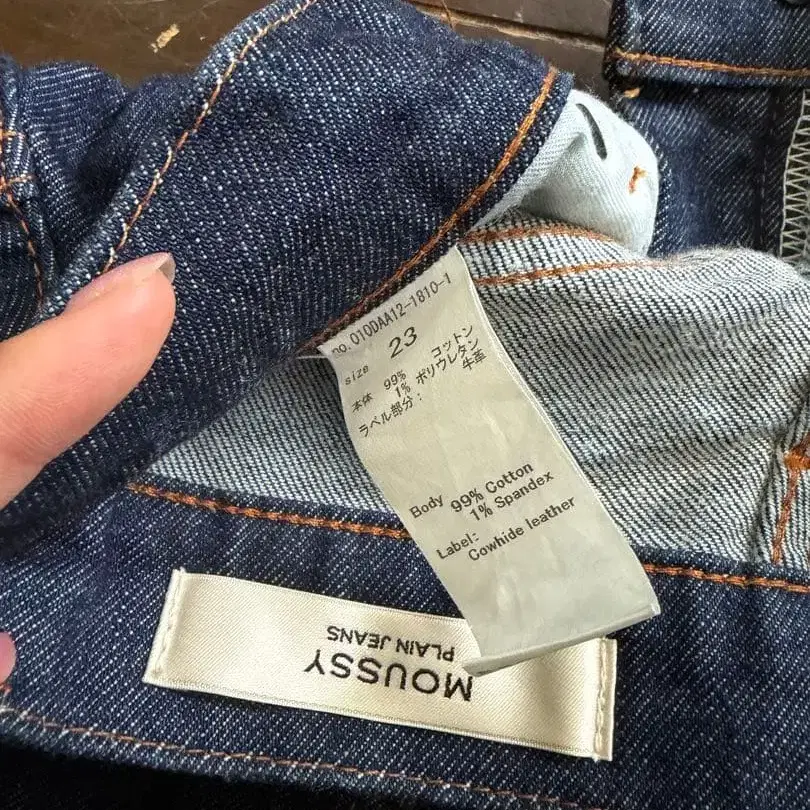 no.010DAA12-1810-1
size 23
本体 99% コットン
1% ポリウレタン
ラベル部分： 牛革
Body 99% Cotton
1% Spandex
Label:
Cowhide leather
MOUSSY
PLAIN JEANS